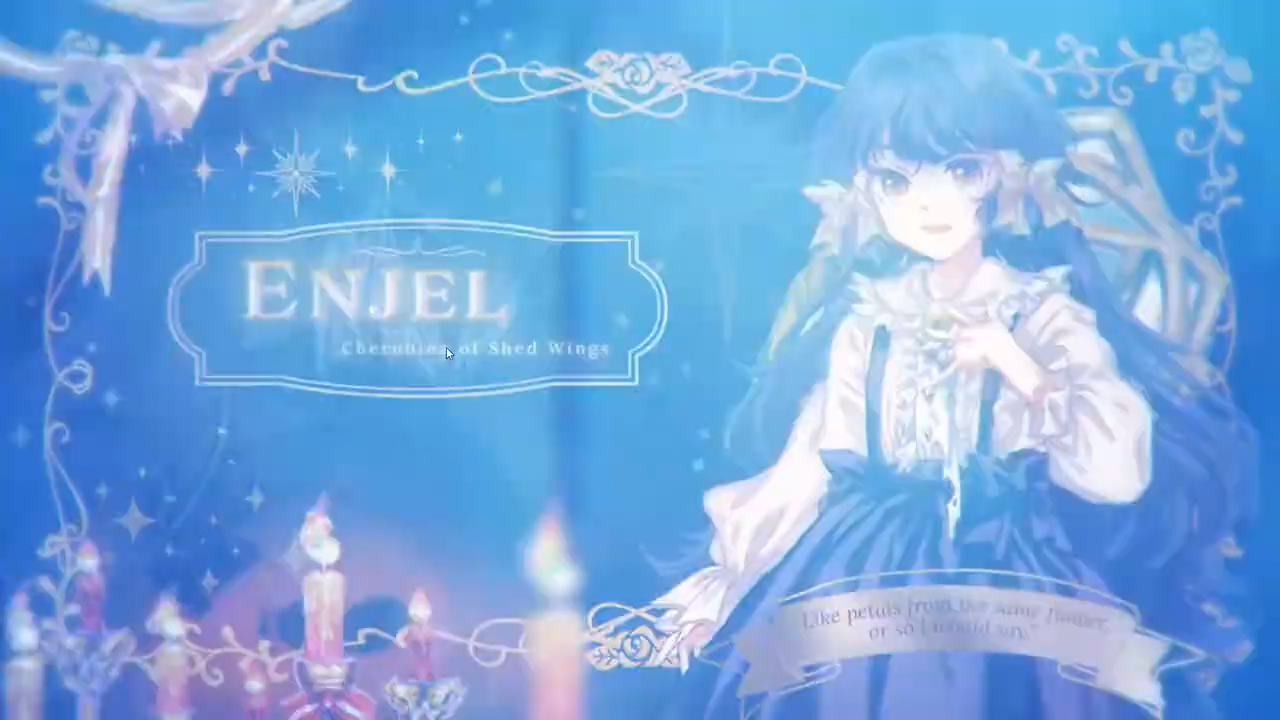 ENJEL
Cherubim of Shed Wings
"Like petals from the same flower,
or so I would say."